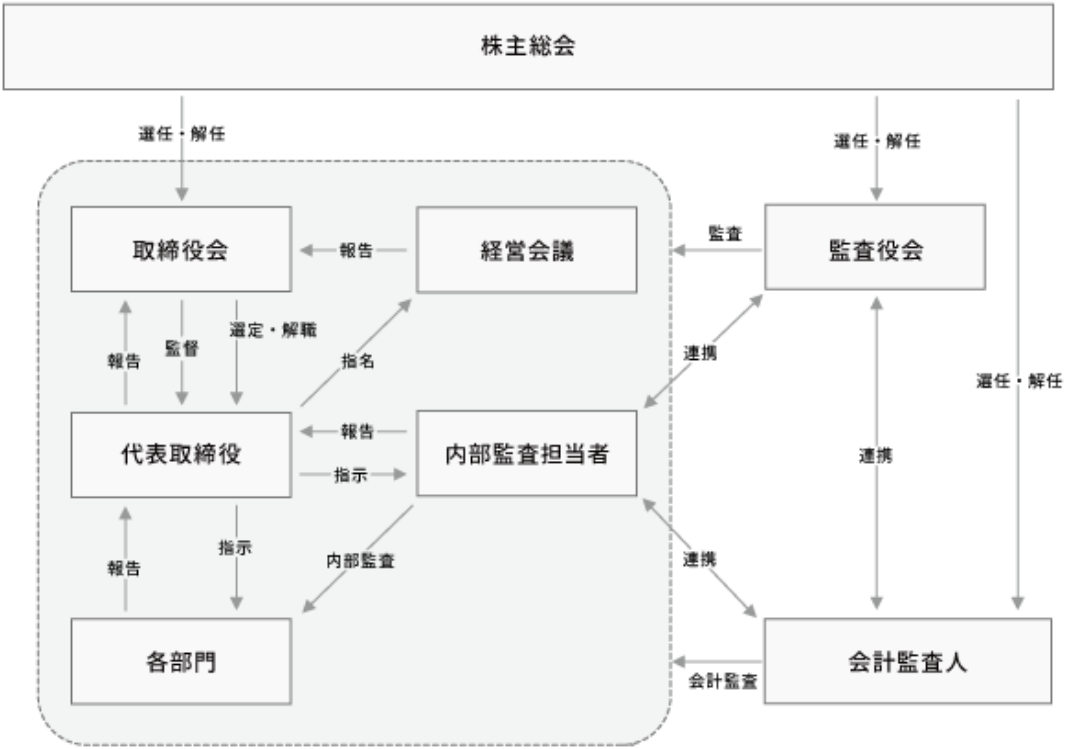 株主総会
選任・解任
選任・解任
取締役会
報告
経営会議
監査
監査役会
報告
監督
選定・解職
指名
連携
選任・解任
代表取締役
報告
指示
内部監査担当者
連携
報告
指示
内部監査
連携
各部門
会計監査
会計監査人